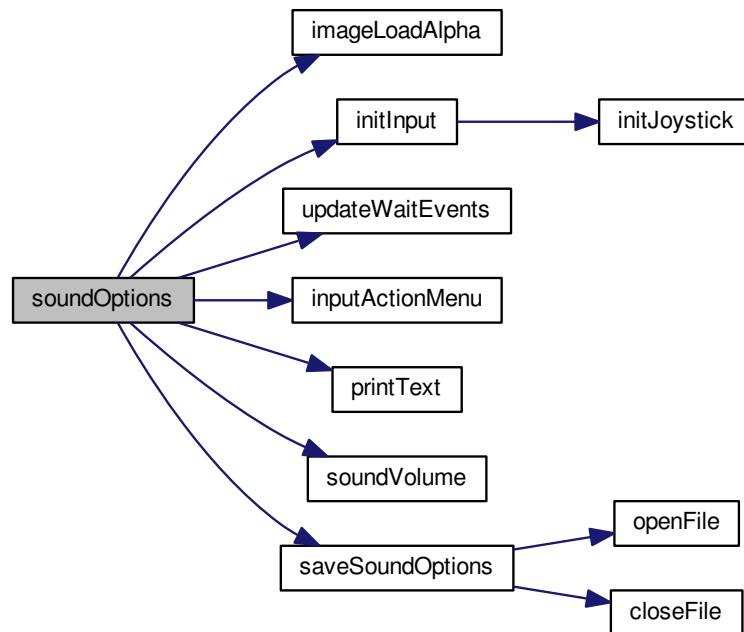 imageLoadAlpha
initInput
initJoystick
updateWaitEvents
soundOptions
inputActionMenu
printText
soundVolume
openFile
saveSoundOptions
closeFile